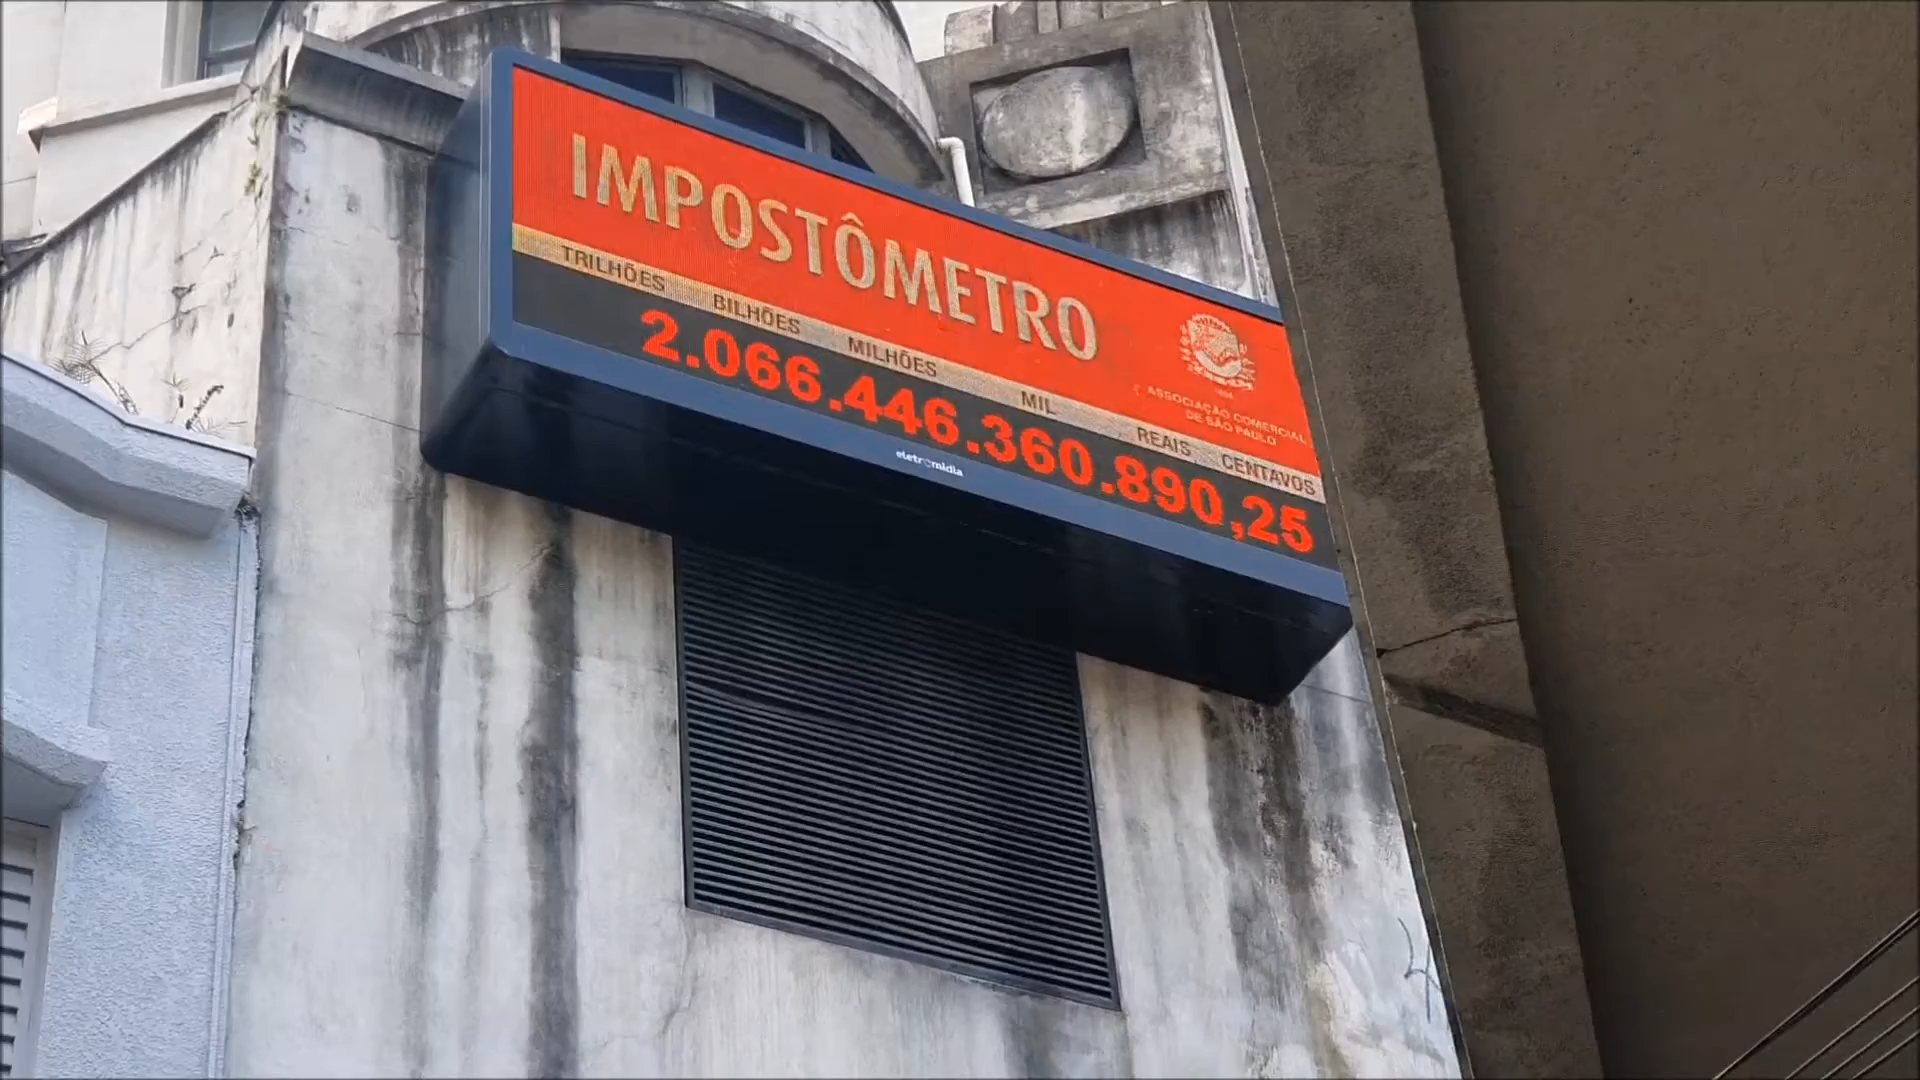 IMPOSTÔMETRO
TRILHÕES BILHÕES MILHÕES MIL REAIS CENTAVOS
2.066.446.360.890,25
ASSOCIAÇÃO COMERCIAL
DE SÃO PAULO
eletromidia